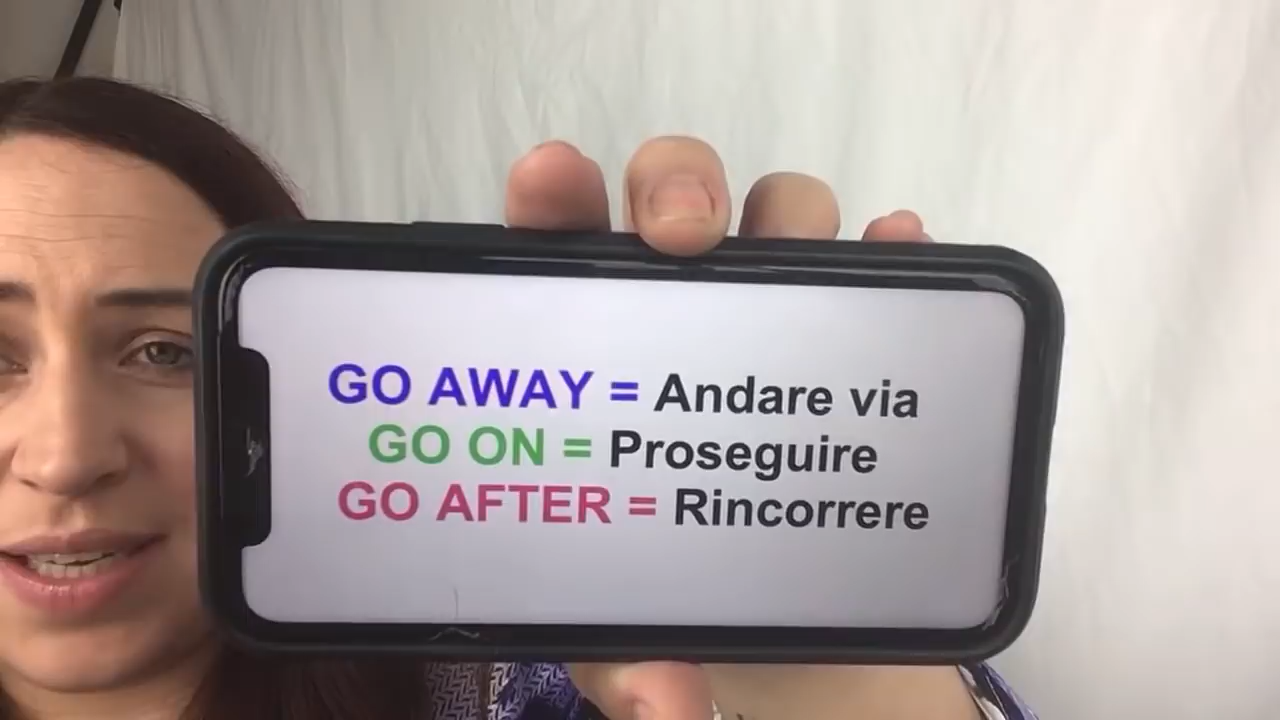 GO AWAY = Andare via
GO ON = Proseguire
GO AFTER = Rincorrere